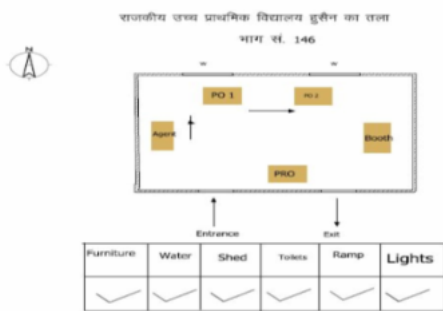 राजकीय उच्च प्राथमिक विद्यालय हुसैन का तला
भाग सं. 146
N
W W
PO 1 PO 2
Agent Booth
PRO
Entrance Exit
Furniture Water Shed Toilets Ramp Lights